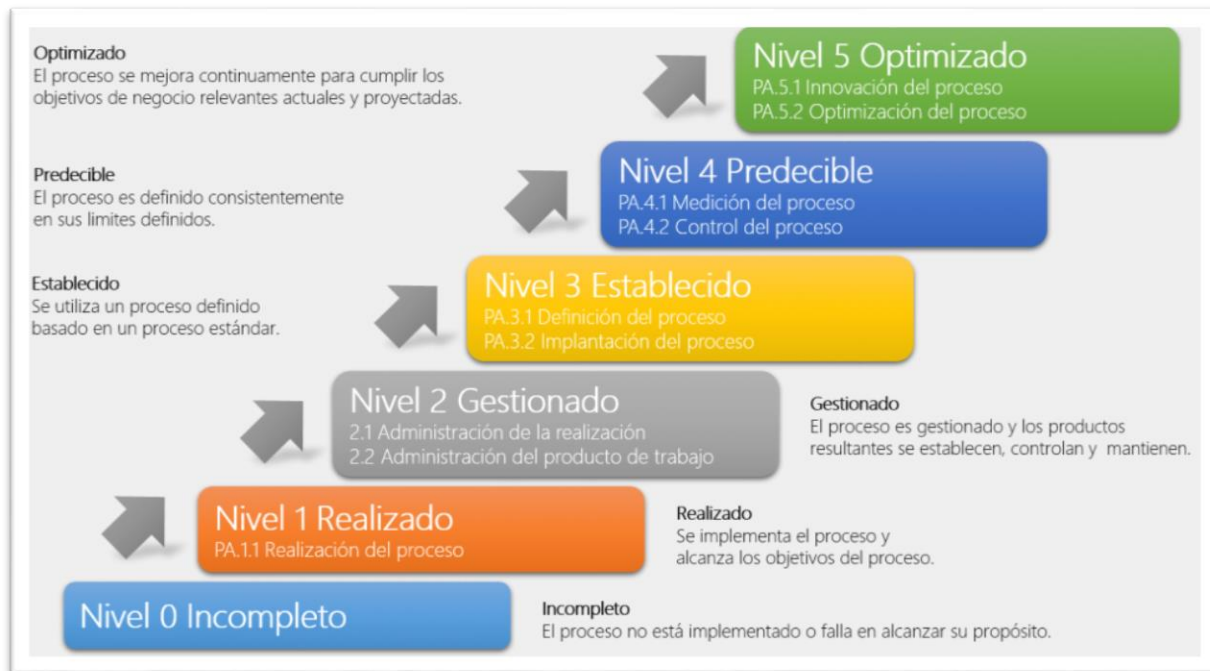 Optimizado
El proceso se mejora continuamente para cumplir los
objetivos de negocio relevantes actuales y proyectadas.
Nivel 5 Optimizado
PA.5.1 Innovación del proceso
PA.5.2 Optimización del proceso
Predecible
El proceso es definido consistentemente
en sus limites definidos.
Nivel 4 Predecible
PA.4.1 Medición del proceso
PA.4.2 Control del proceso
Establecido
Se utiliza un proceso definido
basado en un proceso estándar.
Nivel 3 Establecido
PA.3.1 Definición del proceso
PA.3.2 Implantación del proceso
Nivel 2 Gestionado
2.1 Administración de la realización
2.2 Administración del producto de trabajo
Gestionado
El proceso es gestionado y los productos
resultantes se establecen, controlan y mantienen.
Nivel 1 Realizado
PA.1.1 Realización del proceso
Realizado
Se implementa el proceso y
alcanza los objetivos del proceso.
Nivel 0 Incompleto
Incompleto
El proceso no está implementado o falla en alcanzar su propósito.